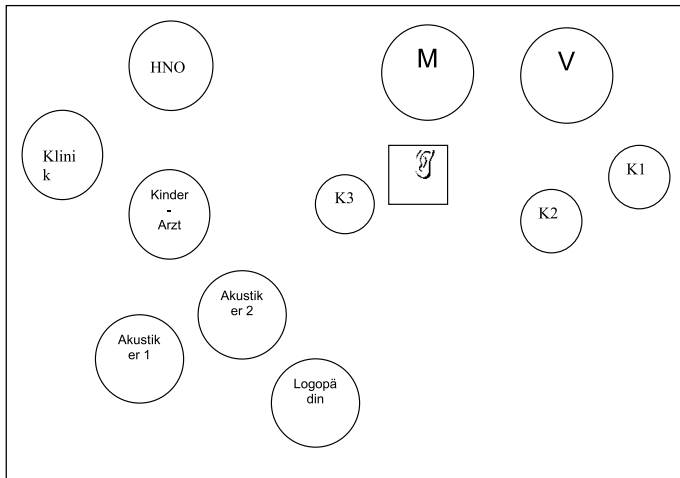 HNO
M
V
Klini
k
Kinder
-
Arzt
K3
K2
K1
Akustik
er 2
Akustik
er 1
Logopä
din